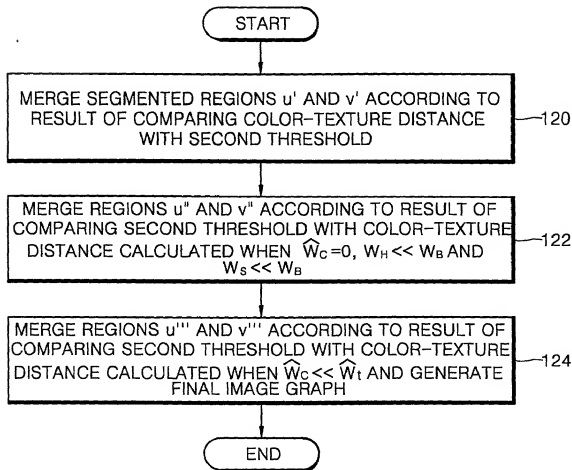 START
MERGE SEGMENTED REGIONS u' AND v' ACCORDING TO
RESULT OF COMPARING COLOR-TEXTURE DISTANCE
WITH SECOND THRESHOLD
120
MERGE REGIONS u" AND v" ACCORDING TO RESULT OF
COMPARING SECOND THRESHOLD WITH COLOR-TEXTURE
DISTANCE CALCULATED WHEN ŴC=0, WH << WB AND
WS << WB
122
MERGE REGIONS u''' AND v''' ACCORDING TO RESULT OF
COMPARING SECOND THRESHOLD WITH COLOR-TEXTURE
DISTANCE CALCULATED WHEN ŴC << Ŵt AND GENERATE
FINAL IMAGE GRAPH
124
END